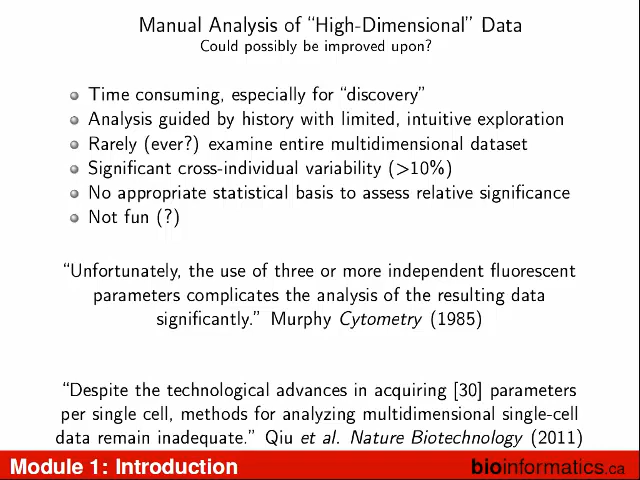 Manual Analysis of “High-Dimensional” Data
Could possibly be improved upon?
Time consuming, especially for “discovery”
Analysis guided by history with limited, intuitive exploration
Rarely (ever?) examine entire multidimensional dataset
Significant cross-individual variability (>10%)
No appropriate statistical basis to assess relative significance
Not fun (?)
“Unfortunately, the use of three or more independent fluorescent
parameters complicates the analysis of the resulting data
significantly.” Murphy Cytometry (1985)
“Despite the technological advances in acquiring [30] parameters
per single cell, methods for analyzing multidimensional single-cell
data remain inadequate.” Qiu et al. Nature Biotechnology (2011)
Module 1: Introduction
bioinformatics.ca